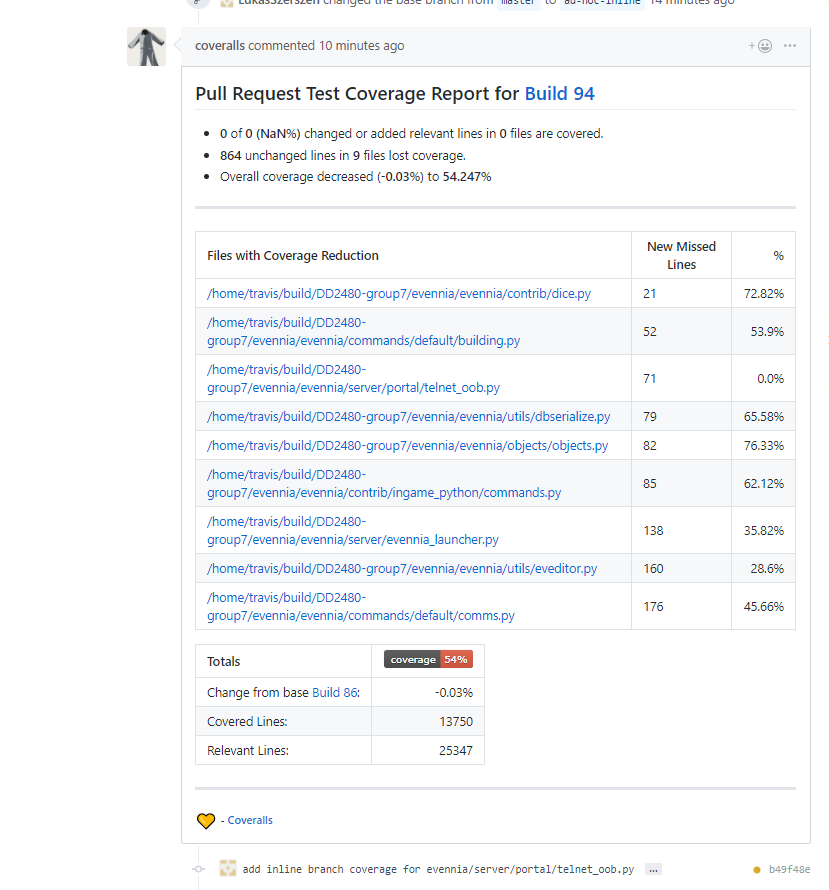 LukasSzerszen changed the base branch from master to ad-hoc-inline 14 minutes ago
coveralls commented 10 minutes ago
Pull Request Test Coverage Report for Build 94
0 of 0 (NaN%) changed or added relevant lines in 0 files are covered.
864 unchanged lines in 9 files lost coverage.
Overall coverage decreased (-0.03%) to 54.247%
Files with Coverage Reduction New Missed Lines %
/home/travis/build/DD2480-group7/evennia/evennia/contrib/dice.py 21 72.82%
/home/travis/build/DD2480-
group7/evennia/evennia/commands/default/building.py 52 53.9%
/home/travis/build/DD2480-
group7/evennia/evennia/server/portal/telnet_oob.py 71 0.0%
/home/travis/build/DD2480-group7/evennia/evennia/utils/dbserialize.py 79 65.58%
/home/travis/build/DD2480-group7/evennia/evennia/objects/objects.py 82 76.33%
/home/travis/build/DD2480-
group7/evennia/evennia/contrib/ingame_python/commands.py 85 62.12%
/home/travis/build/DD2480-
group7/evennia/evennia/server/evennia_launcher.py 138 35.82%
/home/travis/build/DD2480-group7/evennia/evennia/utils/eveditor.py 160 28.6%
/home/travis/build/DD2480-
group7/evennia/evennia/commands/default/comms.py 176 45.66%
Totals coverage 54%
Change from base Build 86: -0.03%
Covered Lines: 13750
Relevant Lines: 25347
- Coveralls
add inline branch coverage for evennia/server/portal/telnet_oob.py ... b49f48e